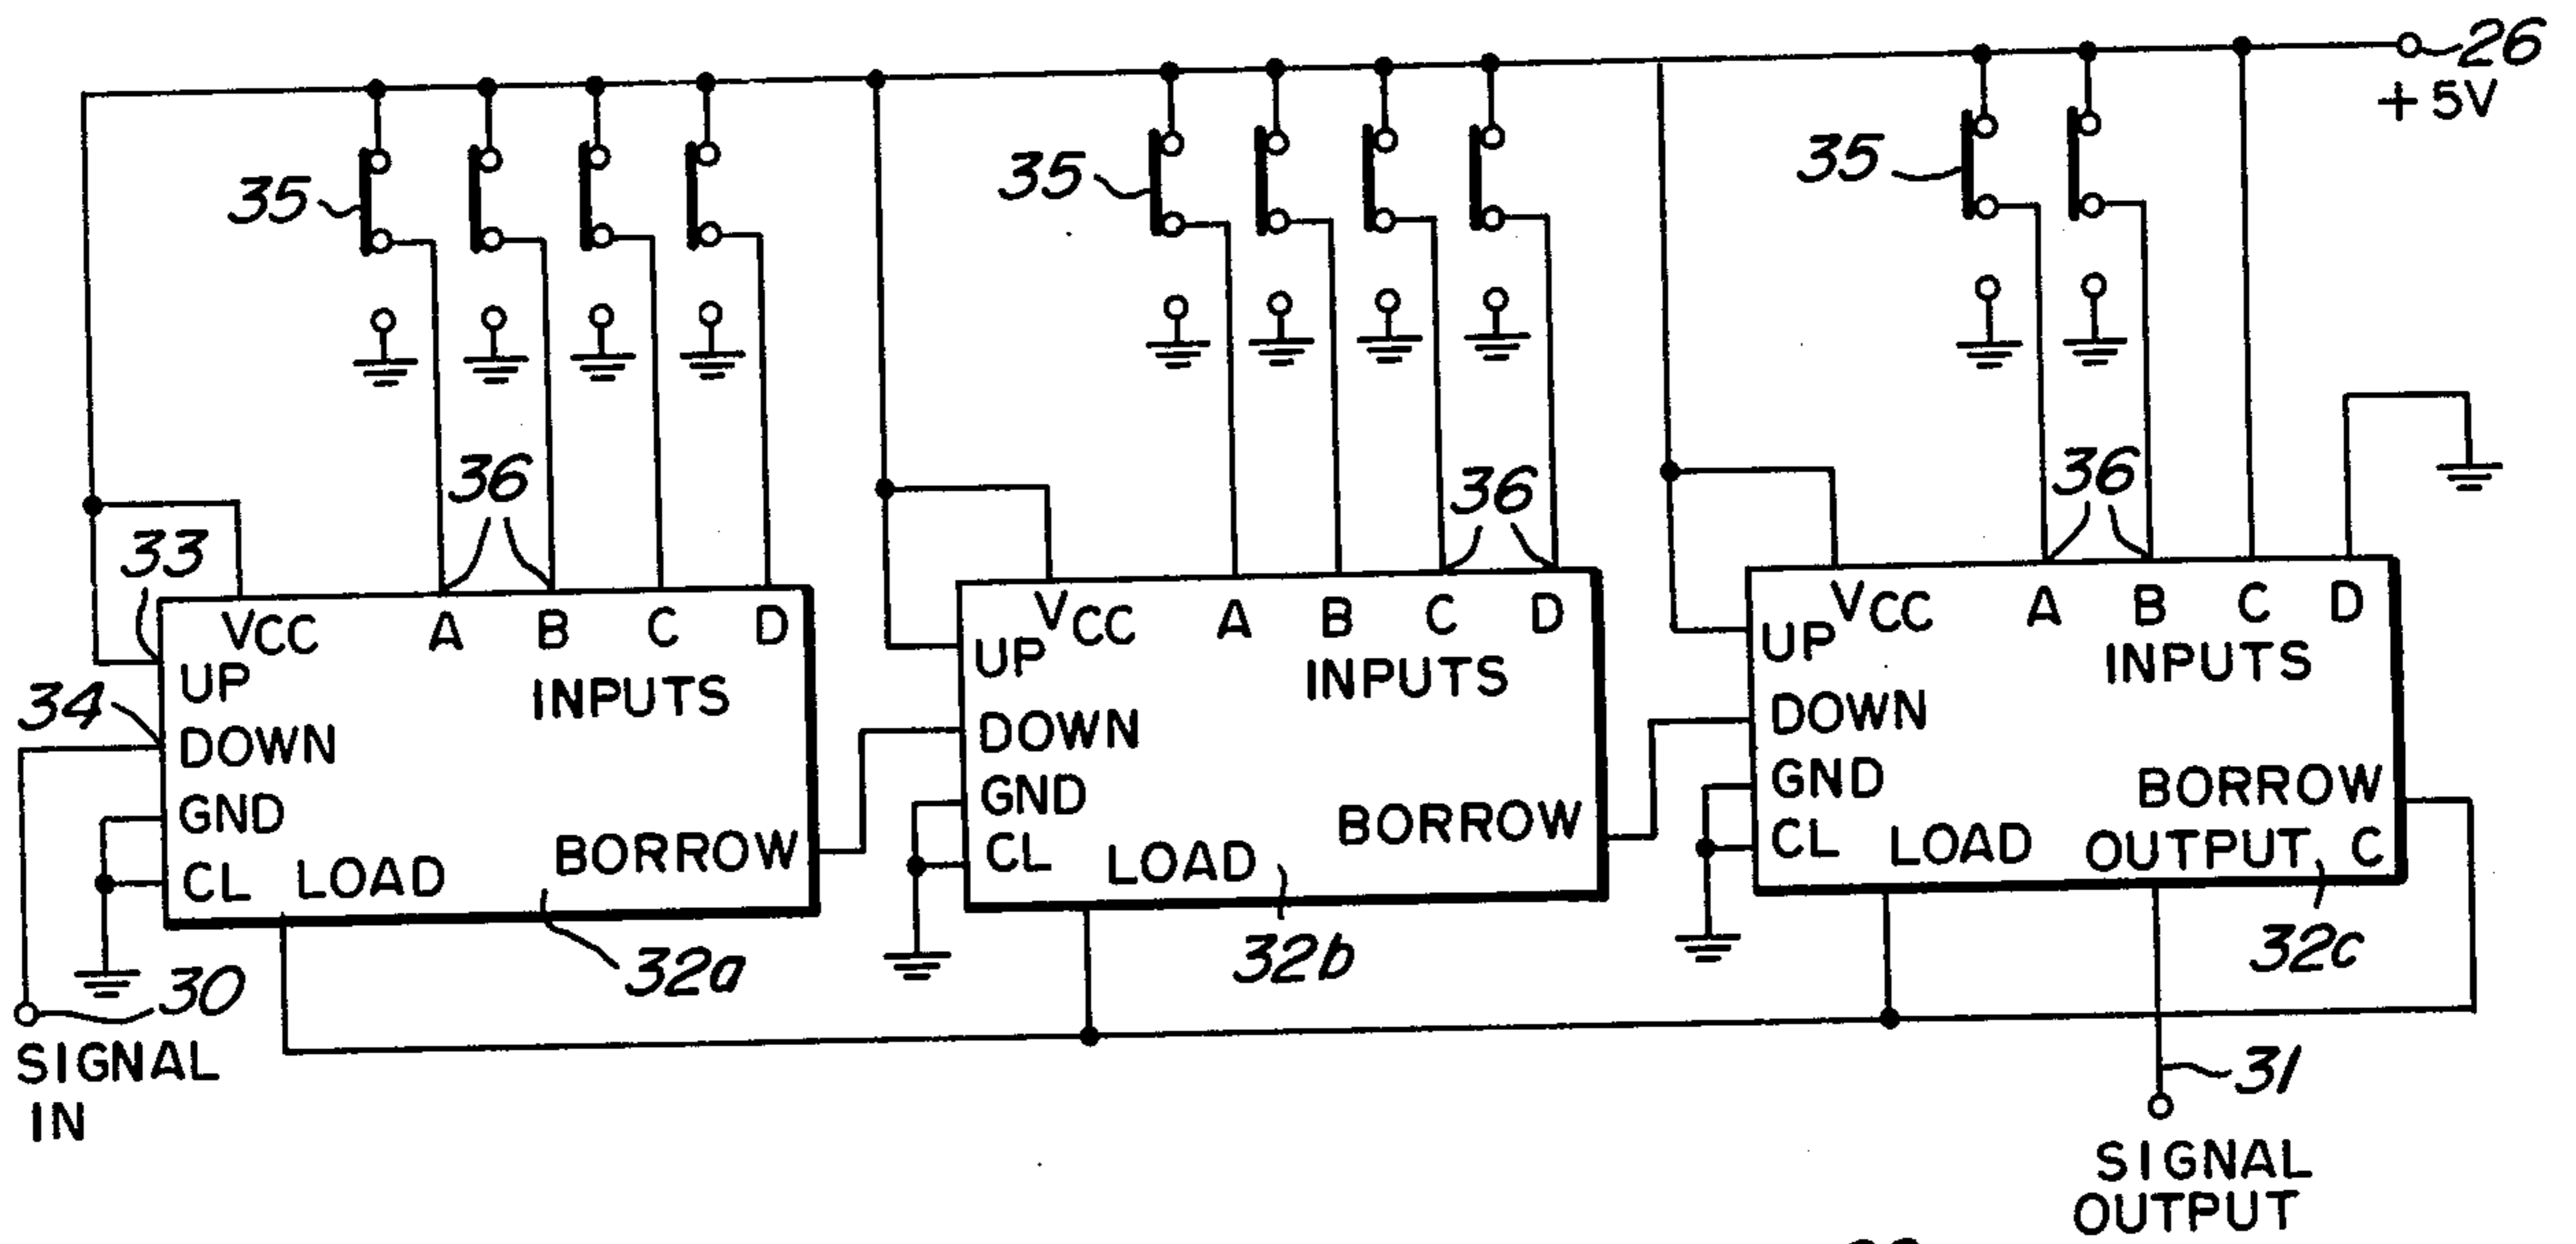 26
+5V
35
35
35
36
36
36
33
VCC A B C D
UP
INPUTS
34
DOWN
GND
CL
LOAD
BORROW
32a
30
SIGNAL
IN
VCC A B C D
UP
INPUTS
DOWN
GND
CL
LOAD
BORROW
32b
VCC A B C D
UP
INPUTS
DOWN
GND
CL
LOAD
BORROW
OUTPUT C
32c
31
SIGNAL
OUTPUT